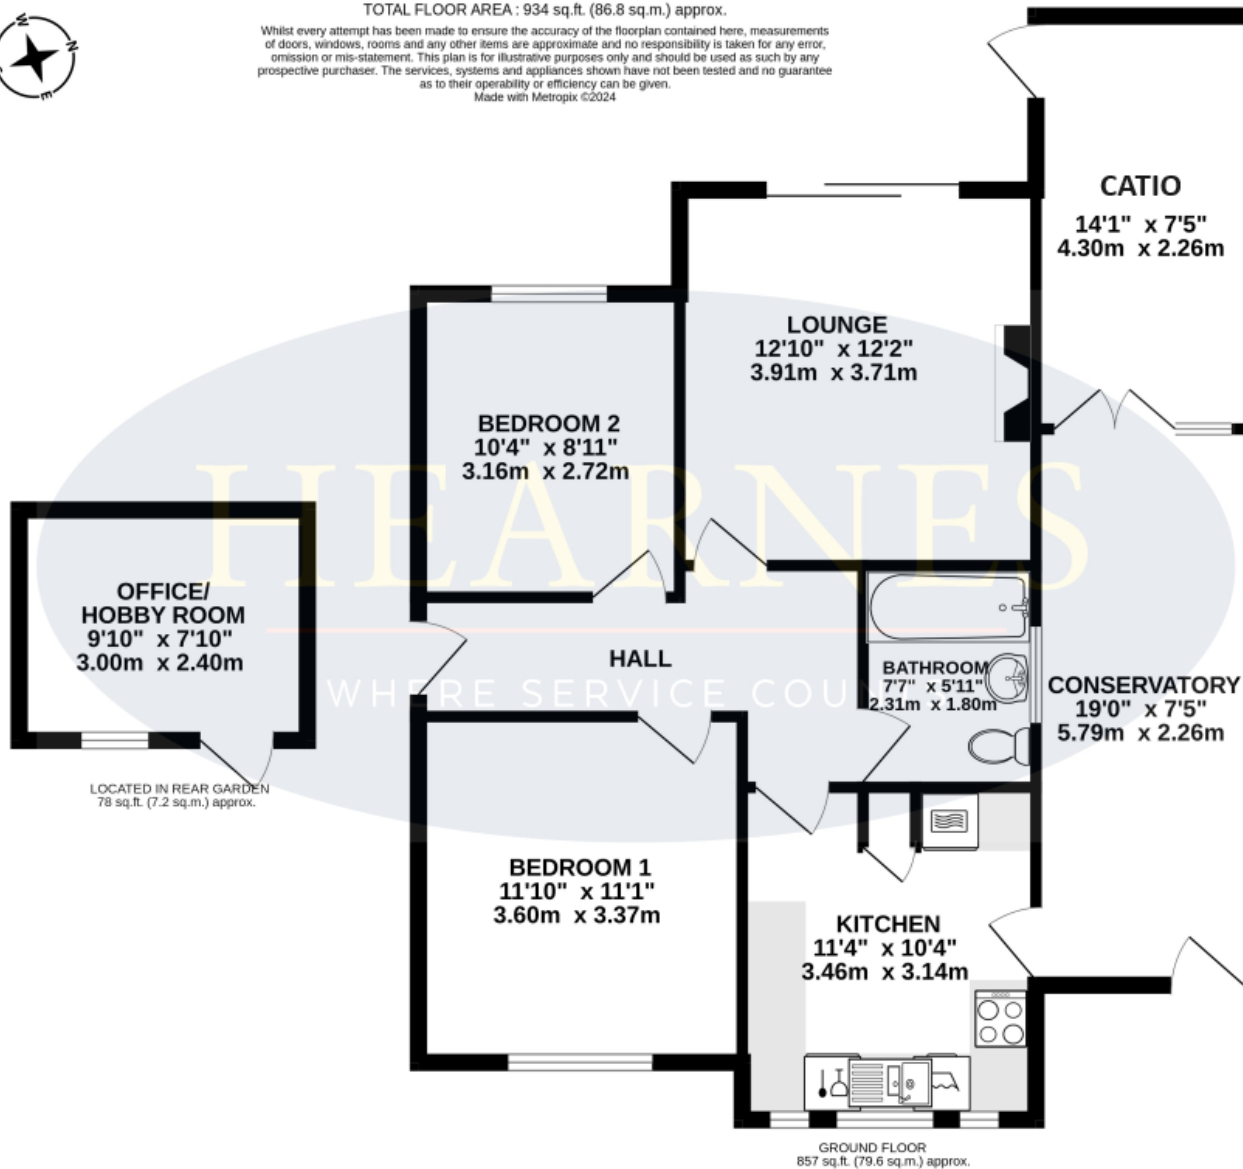 TOTAL FLOOR AREA : 934 sq.ft. (86.8 sq.m.) approx.
Whilst every attempt has been made to ensure the accuracy of the floorplan contained here, measurements
of doors, windows, rooms and any other items are approximate and no responsibility is taken for any error,
omission or mis-statement. This plan is for illustrative purposes only and should be used as such by any
prospective purchaser. The services, systems and appliances shown have not been tested and no guarantee
as to their operability or efficiency can be given.
Made with Metropix ©2024
W
N
E
CATIO
14'1" x 7'5"
4.30m x 2.26m
LOUNGE
12'10" x 12'2"
3.91m x 3.71m
BEDROOM 2
10'4" x 8'11"
3.16m x 2.72m
HEARNES
OFFICE/
HOBBY ROOM
9'10" x 7'10"
3.00m x 2.40m
HALL
WHERE SERVICE COUNTS
BATHROOM
7'7" x 5'11"
2.31m x 1.80m
CONSERVATORY
19'0" x 7'5"
5.79m x 2.26m
LOCATED IN REAR GARDEN
78 sq.ft. (7.2 sq.m.) approx.
BEDROOM 1
11'10" x 11'1"
3.60m x 3.37m
KITCHEN
11'4" x 10'4"
3.46m x 3.14m
GROUND FLOOR
857 sq.ft. (79.6 sq.m.) approx.